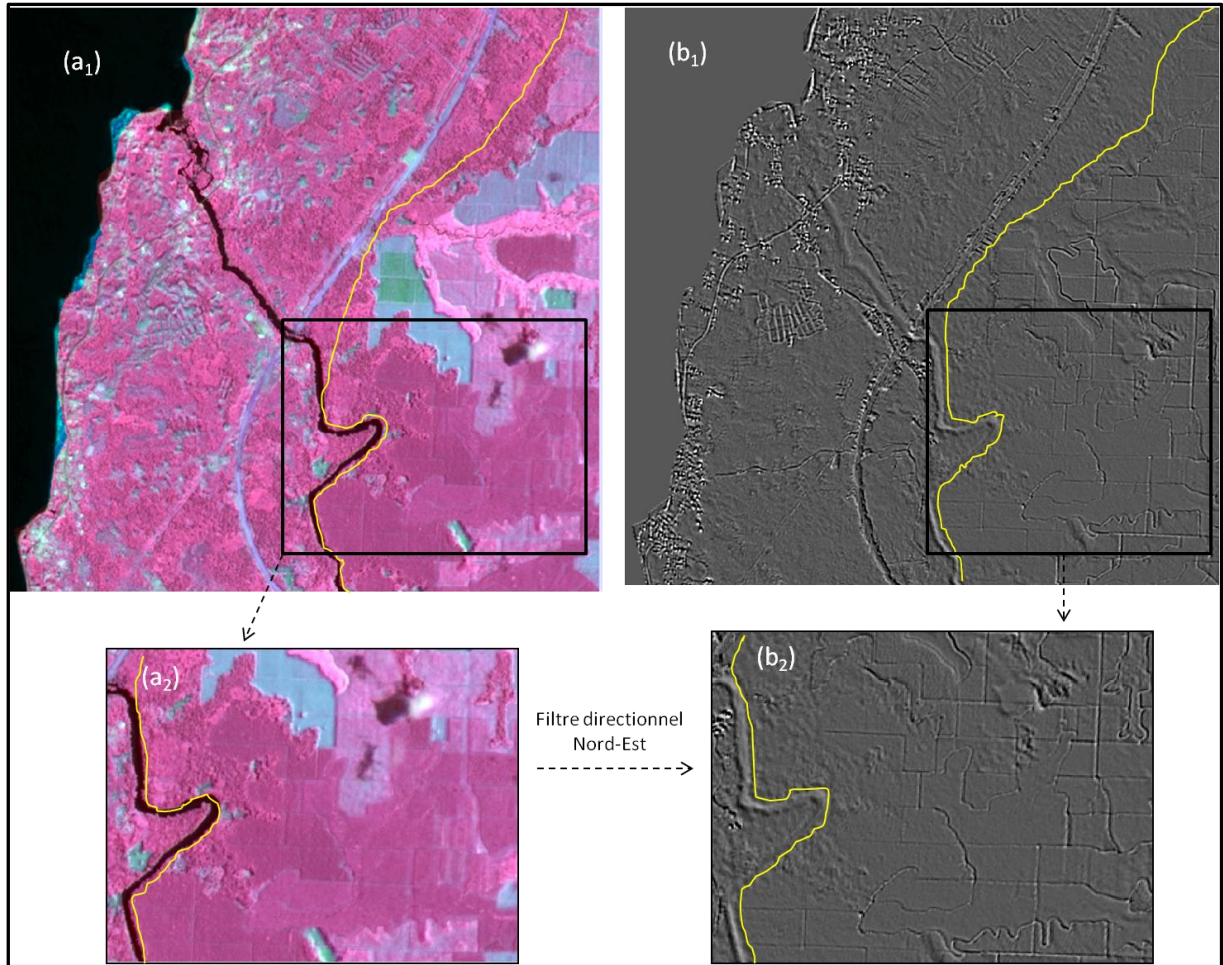 (a₁)
(b₁)
(a₂)
Filtre directionnel
Nord-Est
(b₂)